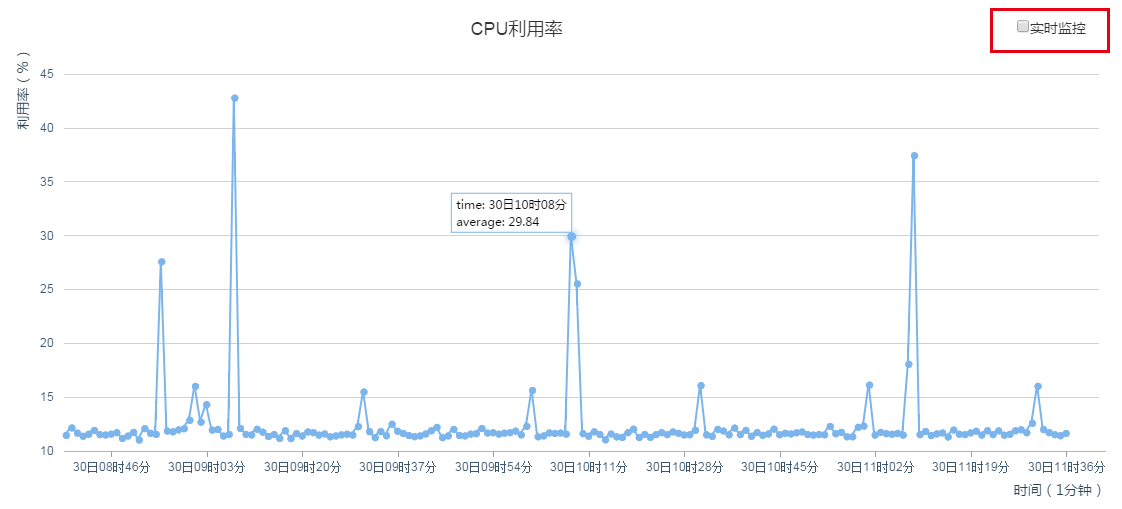 CPU利用率
实时监控
利用率（%）
45
40
35
30
25
20
15
10
time: 30日10时08分
average: 29.84
30日08时46分
30日09时03分
30日09时20分
30日09时37分
30日09时54分
30日10时11分
30日10时28分
30日10时45分
30日11时02分
30日11时19分
30日11时36分
时间（1分钟）